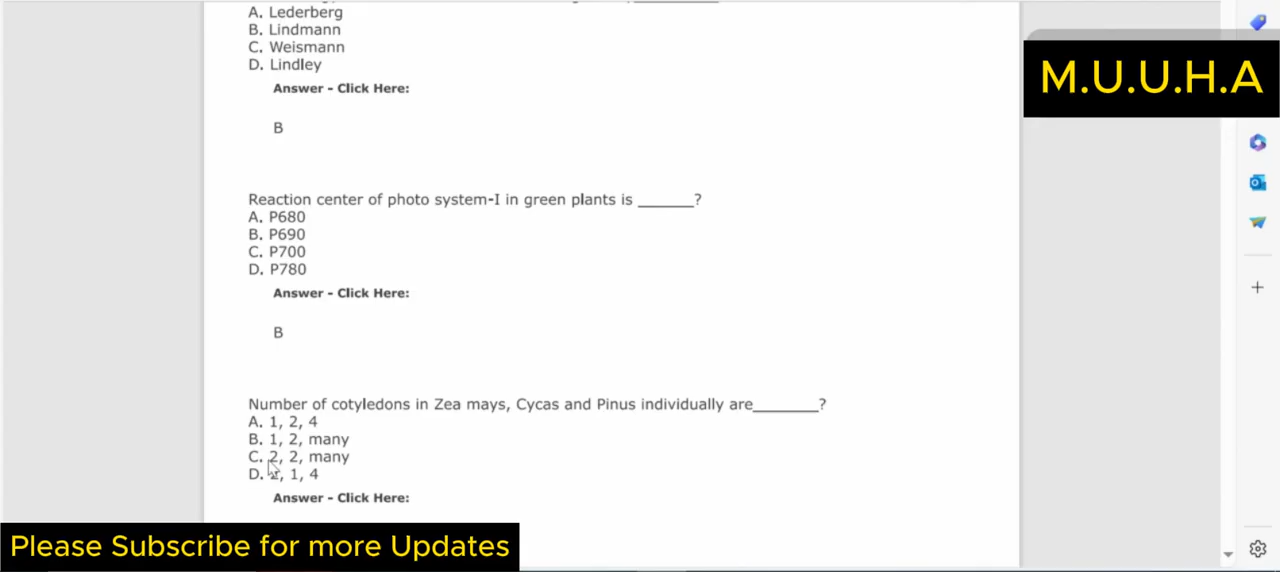 A. Lederberg
B. Lindmann
C. Weismann
D. Lindley
Answer - Click Here:
B
M.U.U.H.A
Reaction center of photo system-I in green plants is ______?
A. P680
B. P690
C. P700
D. P780
Answer - Click Here:
B
Number of cotyledons in Zea mays, Cycas and Pinus individually are_______?
A. 1, 2, 4
B. 1, 2, many
C. 2, 2, many
D. 1, 4
Answer - Click Here:
Please Subscribe for more Updates